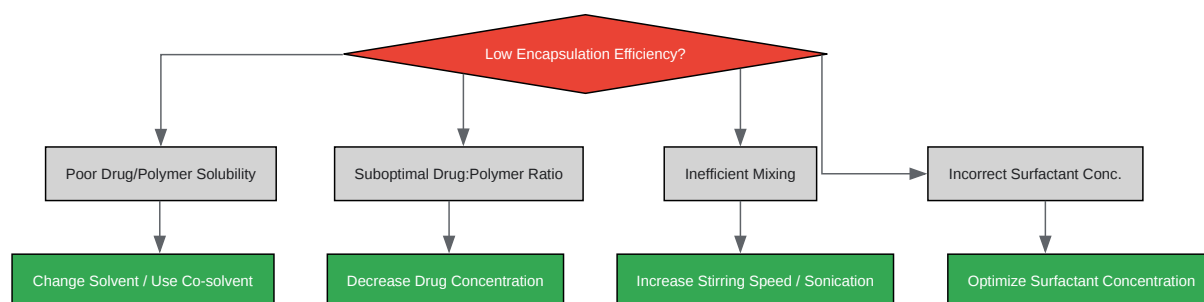 Low Encapsulation Efficiency?
Poor Drug/Polymer Solubility
Suboptimal Drug:Polymer Ratio
Inefficient Mixing
Incorrect Surfactant Conc.
Change Solvent / Use Co-solvent
Decrease Drug Concentration
Increase Stirring Speed / Sonication
Optimize Surfactant Concentration